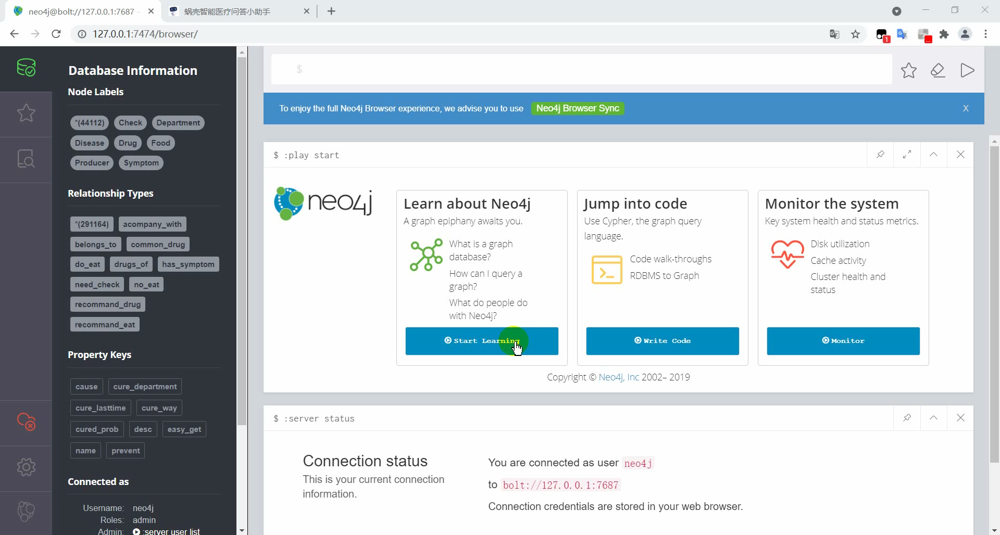 neo4j@bolt://127.0.0.1:7687 -
蜗壳智能医疗问答小助手
127.0.0.1:7474/browser/
1
...
Database Information
Node Labels
*(44112) Check Department
Disease Drug Food
Producer Symptom
Relationship Types
*(291164) acompany_with
belongs_to common_drug
do_eat drugs_of has_symptom
need_check no_eat
recommand_drug
recommand_eat
Property Keys
cause cure_department
cure_lasttime cure_way
cured_prob desc easy_get
name prevent
Connected as
Username: neo4j
Roles: admin
Admin: :server user list
$
To enjoy the full Neo4j Browser experience, we advise you to use Neo4j Browser Sync X
$ :play start
neo4j
Learn about Neo4j
A graph epiphany awaits you.
What is a graph
database?
How can I query a
graph?
What do people do
with Neo4j?
Start Learning
Jump into code
Use Cypher, the graph query
language.
Code walk-throughs
RDBMS to Graph
Write Code
Monitor the system
Key system health and status metrics.
Disk utilization
Cache activity
Cluster health and
status
Monitor
Copyright © Neo4j, Inc 2002– 2019
$ :server status
Connection status
This is your current connection
information.
You are connected as user neo4j
to bolt://127.0.0.1:7687
Connection credentials are stored in your web browser.